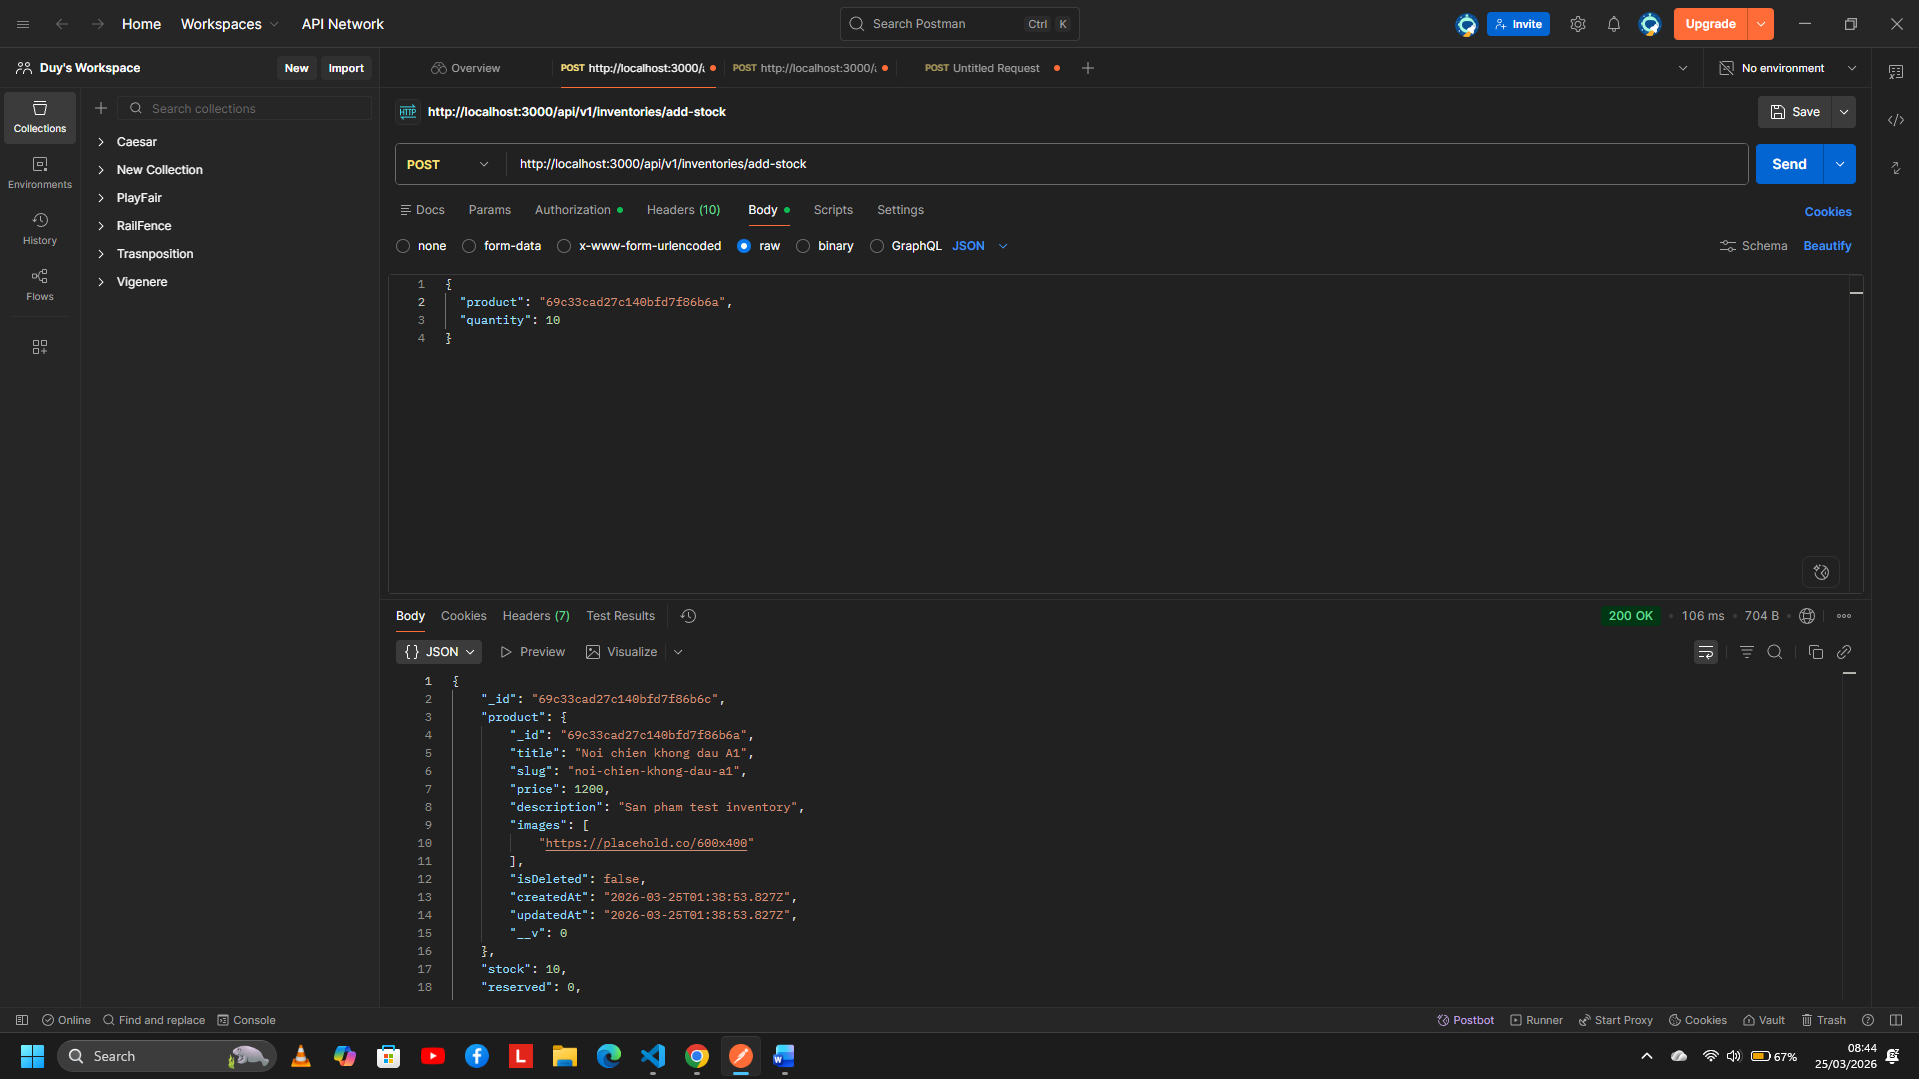 Home
Workspaces
API Network
Search Postman
Ctrl K
Invite
Upgrade
Duy's Workspace
New
Import
Overview
POST http://localhost:3000/
POST http://localhost:3000/
POST Untitled Request
No environment
Collections
Environments
History
Flows
Search collections
Caesar
New Collection
PlayFair
RailFence
Trasnposition
Vigenere
HTTP http://localhost:3000/api/v1/inventories/add-stock
Save
POST http://localhost:3000/api/v1/inventories/add-stock
Send
Docs Params Authorization Headers (10) Body Scripts Settings
Cookies
none form-data x-www-form-urlencoded raw binary GraphQL JSON
Schema Beautify
1 {
2 "product": "69c33cad27c140bfd7f86b6a",
3 "quantity": 10
4 }
Body Cookies Headers (7) Test Results
200 OK • 106 ms • 704 B
{} JSON Preview Visualize
1 {
2 "_id": "69c33cad27c140bfd7f86b6c",
3 "product": {
4 "_id": "69c33cad27c140bfd7f86b6a",
5 "title": "Noi chien khong dau A1",
6 "slug": "noi-chien-khong-dau-a1",
7 "price": 1200,
8 "description": "San pham test inventory",
9 "images": [
10 "https://placehold.co/600x400"
11 ],
12 "isDeleted": false,
13 "createdAt": "2026-03-25T01:38:53.827Z",
14 "updatedAt": "2026-03-25T01:38:53.827Z",
15 "__v": 0
16 },
17 "stock": 10,
18 "reserved": 0,
Online Find and replace Console
Postbot Runner Start Proxy Cookies Vault Trash
Search
L
W
67%
08:44
25/03/2026